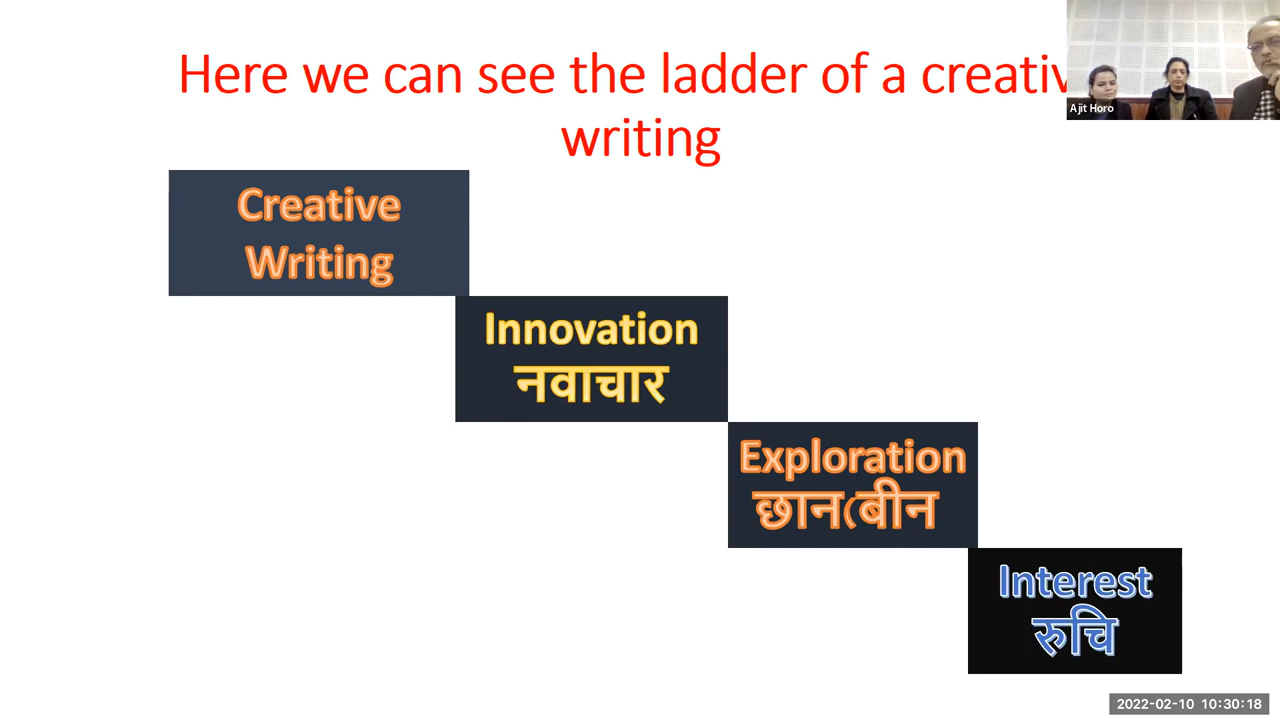 Here we can see the ladder of a creativ
writing
Ajit Horo
Creative
Writing
Innovation
नवाचार
Exploration
छान(बीन
Interest
रुचि
2022-02-10 10:30:18